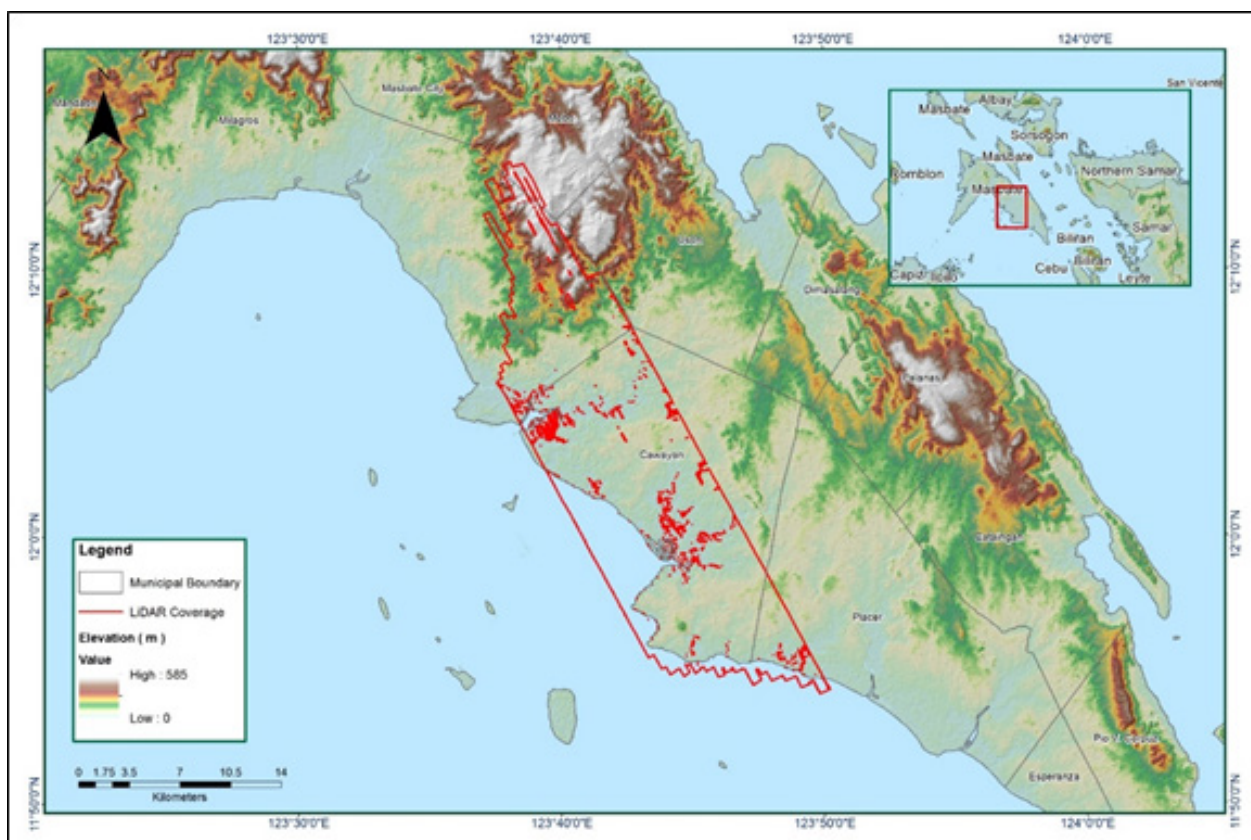 123°30'0"E 123°40'0"E 123°50'0"E 124°0'0"E
San Vicente
Masbate City
Milagros
N
Masbate
Albay
Sorsogon
Masbate
Romblon
Masbate
Northern Samar
Samar
Biliran
Biliran
Cebu
Leyte
Capiz
Iloilo
12°10'0"N
12°10'0"N
Dimasalang
Palanas
Cawayan
12°0'0"N
12°0'0"N
Placer
Esperanza
Legend
Municipal Boundary
LiDAR Coverage
Elevation ( m )
Value
High : 585
Low : 0
0 1.75 3.5 7 10.5 14
Kilometers
11°50'0"N
11°50'0"N
123°30'0"E 123°40'0"E 123°50'0"E 124°0'0"E